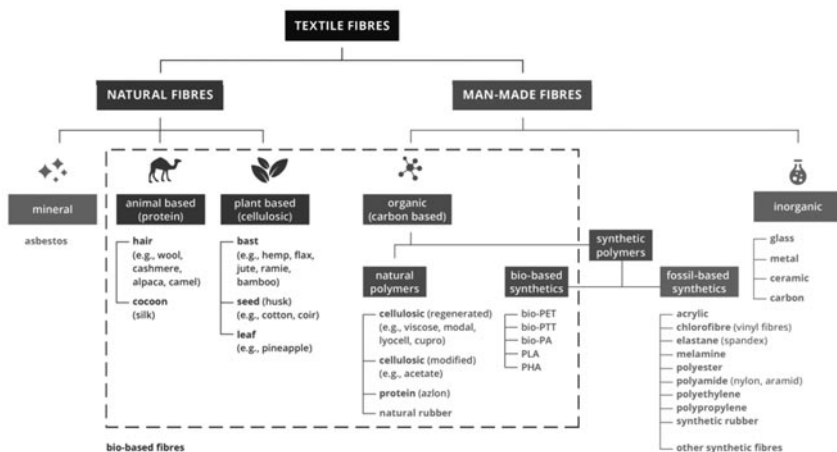 TEXTILE FIBRES
NATURAL FIBRES
MAN-MADE FIBRES
mineral
asbestos
animal based
(protein)
hair
(e.g., wool,
cashmere,
alpaca, camel)
cocoon
(silk)
plant based
(cellulosic)
bast
(e.g., hemp, flax,
jute, ramie,
bamboo)
seed (husk)
(e.g., cotton, coir)
leaf
(e.g., pineapple)
organic
(carbon based)
natural
polymers
cellulosic (regenerated)
(e.g., viscose, modal,
lyocell, cupro)
cellulosic (modified)
(e.g., acetate)
protein (azlon)
natural rubber
synthetic
polymers
bio-based
synthetics
bio-PET
bio-PTT
bio-PA
PLA
PHA
fossil-based
synthetics
acrylic
chlorofibre (vinyl fibres)
elastane (spandex)
melamine
polyester
polyamide (nylon, aramid)
polyethylene
polypropylene
synthetic rubber
other synthetic fibres
inorganic
glass
metal
ceramic
carbon
bio-based fibres